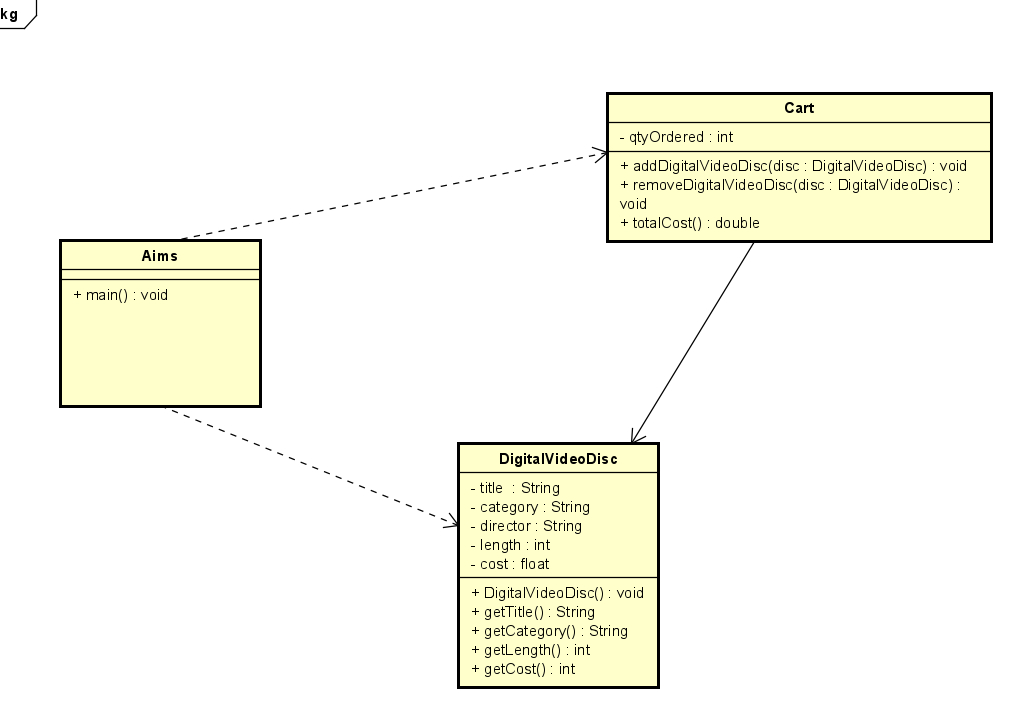 kg
Cart
- qtyOrdered : int
+ addDigitalVideoDisc(disc : DigitalVideoDisc) : void
+ removeDigitalVideoDisc(disc : DigitalVideoDisc) :
void
+ totalCost() : double
Aims
+ main() : void
DigitalVideoDisc
- title : String
- category : String
- director : String
- length : int
- cost : float
+ DigitalVideoDisc() : void
+ getTitle() : String
+ getCategory() : String
+ getLength() : int
+ getCost() : int